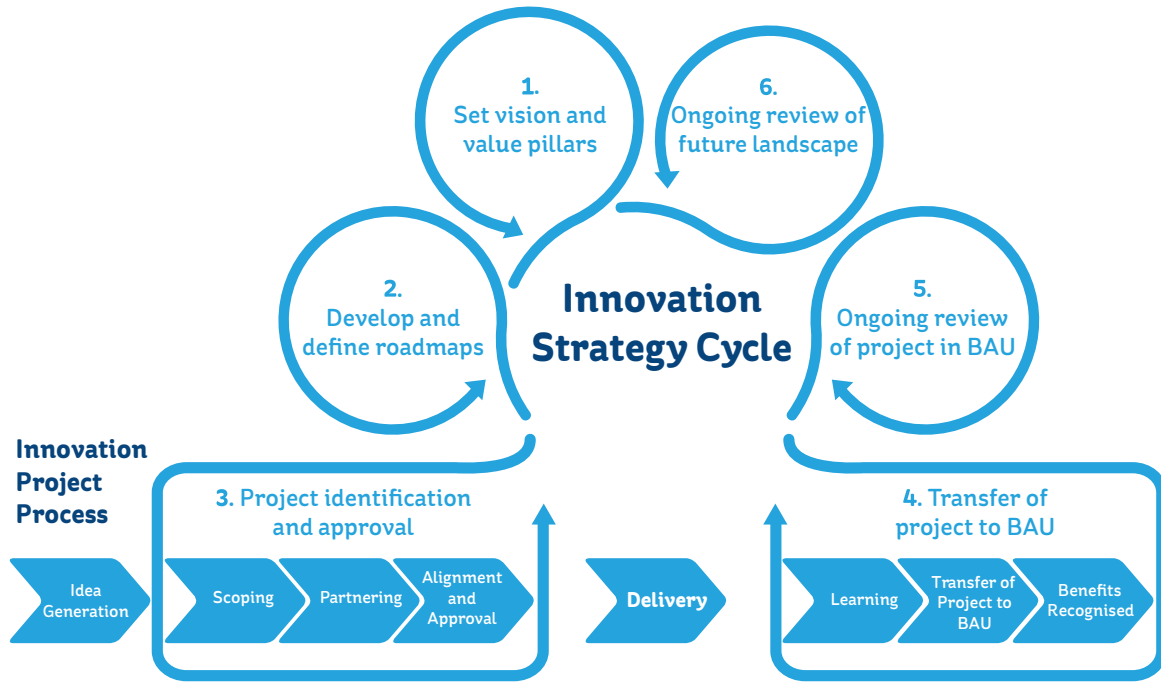 1.
Set vision and
value pillars
6.
Ongoing review of
future landscape
2.
Develop and
define roadmaps
Innovation
Strategy Cycle
5.
Ongoing review
of project in BAU
Innovation
Project
Process
3. Project identification
and approval
4. Transfer of
project to BAU
Idea
Generation
Scoping
Partnering
Alignment
and
Approval
Delivery
Learning
Transfer of
Project to
BAU
Benefits
Recognised